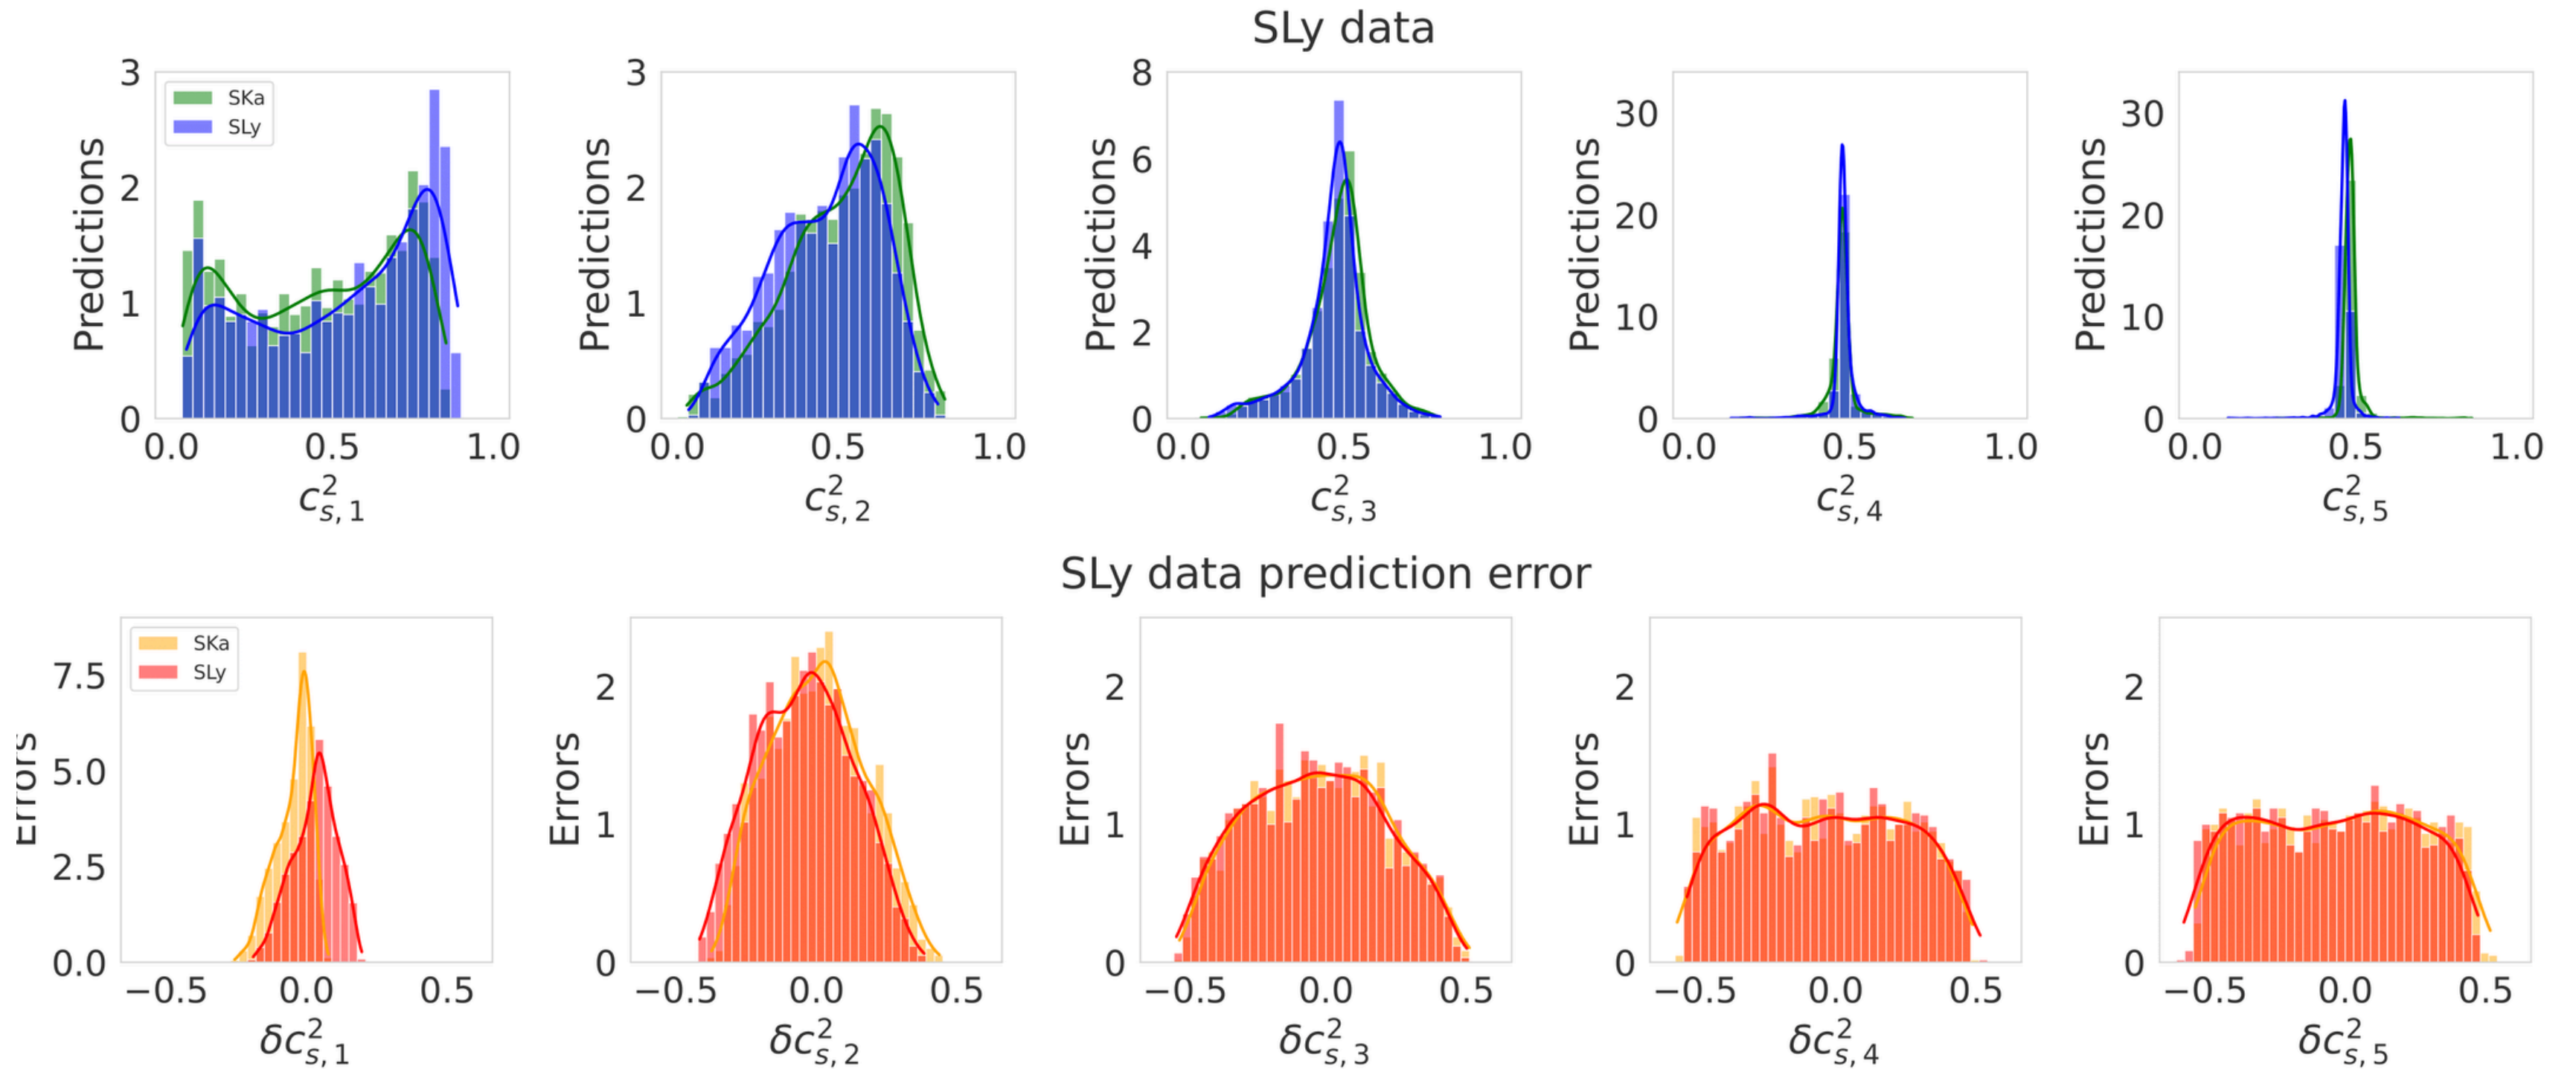 SLy data
3
2
1
0
Predictions
SKa
SLy
0.0 0.5 1.0
c²s, 1
3
2
1
0
Predictions
0.0 0.5 1.0
c²s, 2
8
6
4
2
0
Predictions
0.0 0.5 1.0
c²s, 3
30
20
10
0
Predictions
0.0 0.5 1.0
c²s, 4
30
20
10
0
Predictions
0.0 0.5 1.0
c²s, 5
SLy data prediction error
7.5
5.0
2.5
0.0
Errors
SKa
SLy
−0.5 0.0 0.5
δc²s, 1
2
1
0
Errors
−0.5 0.0 0.5
δc²s, 2
2
1
0
Errors
−0.5 0.0 0.5
δc²s, 3
2
1
0
Errors
−0.5 0.0 0.5
δc²s, 4
2
1
0
Errors
−0.5 0.0 0.5
δc²s, 5